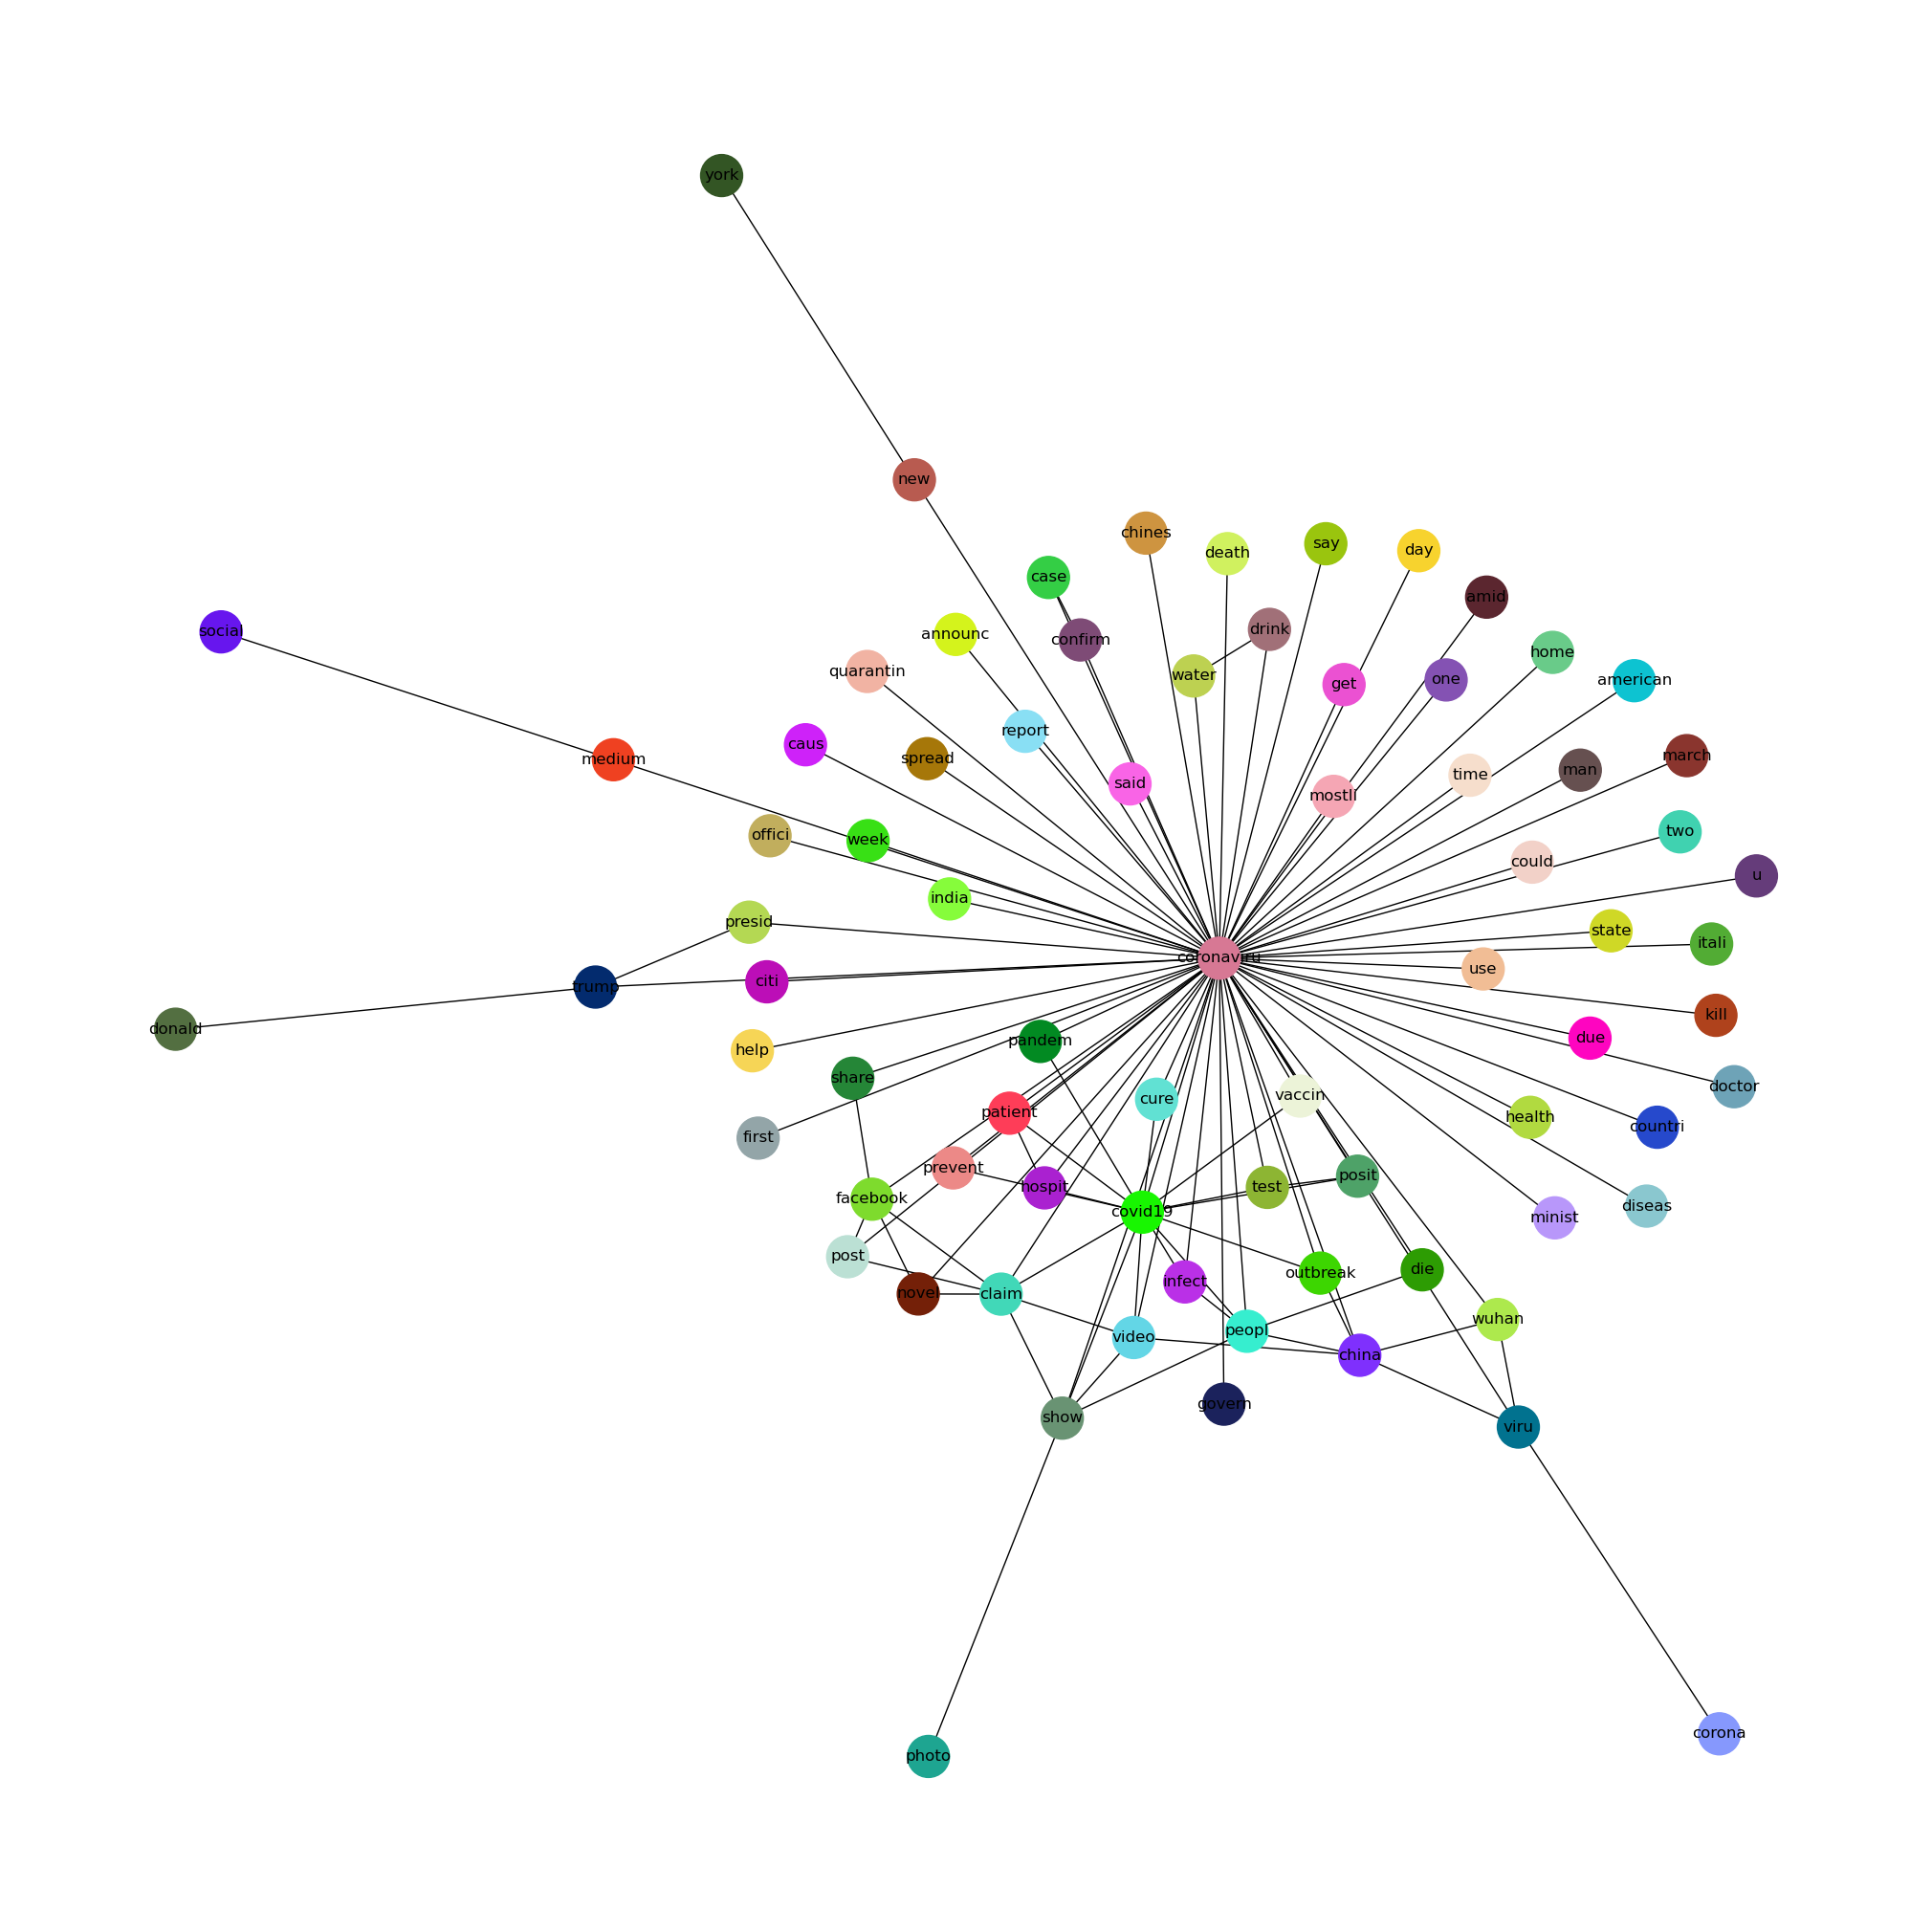 york
new
chines
say
day
death
case
amid
drink
social
announc
confirm
home
quarantin
water
one
american
get
report
caus
march
spread
medium
man
time
said
mostli
two
offici
week
could
u
india
presid
state
itali
coronaviru
use
citi
trump
kill
donald
due
pandem
help
share
doctor
vaccin
cure
patient
health
countri
first
prevent
posit
hospit
test
facebook
diseas
covid19
minist
post
die
outbreak
infect
novel
claim
wuhan
peopl
video
china
govern
show
viru
corona
photo